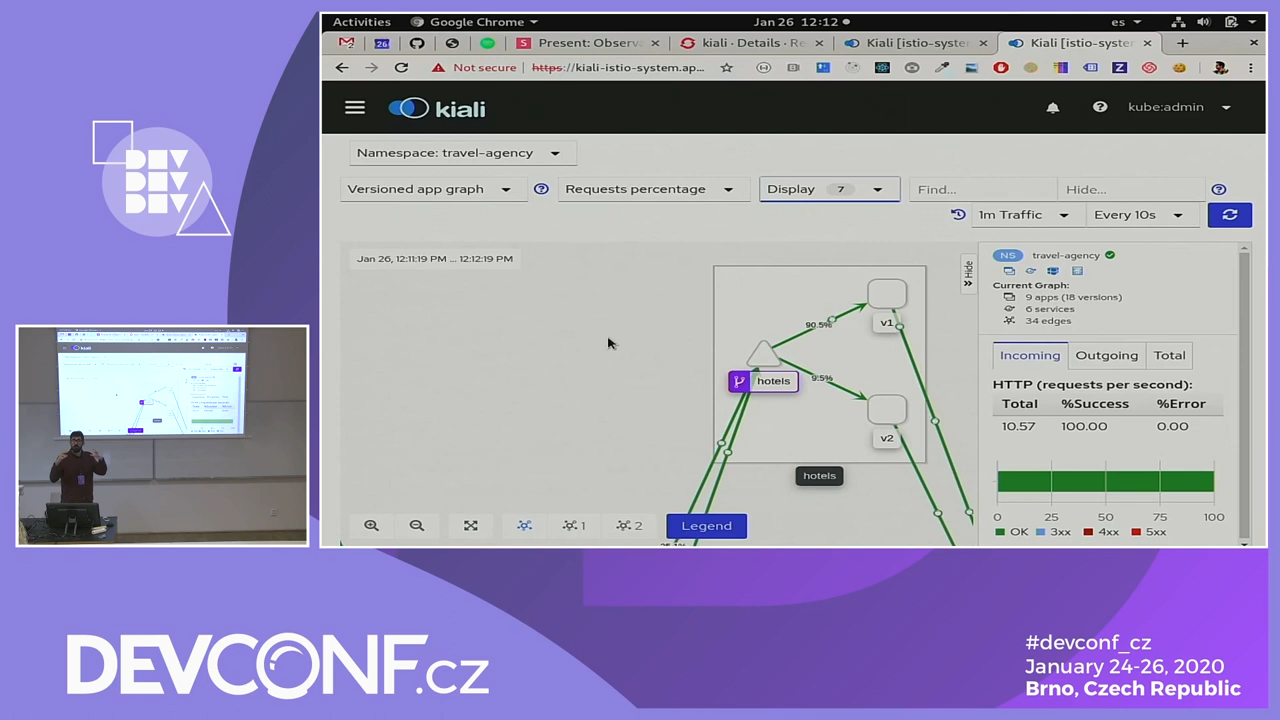 Activities
Google Chrome
Jan 26 12:12
es
26
Present: Observa
kiali · Details · Re
Kiali [istio-syste
Kiali [istio-syste
Not secure
https://kiali-istio-system.ap...
kiali
kube:admin
Namespace: travel-agency
Versioned app graph
Requests percentage
Display 7
Find...
Hide...
1m Traffic
Every 10s
Jan 26, 12:11:19 PM ... 12:12:19 PM
90.5%
v1
hotels
9.5%
v2
hotels
1
2
Legend
Hide
NS travel-agency
Current Graph:
9 apps (18 versions)
6 services
34 edges
Incoming
Outgoing
Total
HTTP (requests per second):
Total %Success %Error
10.57 100.00 0.00
0 25 50 75 100
OK 3xx 4xx 5xx
DEV
DEV
DEV
DEVCONF.cz
#devconf_cz
January 24-26, 2020
Brno, Czech Republic